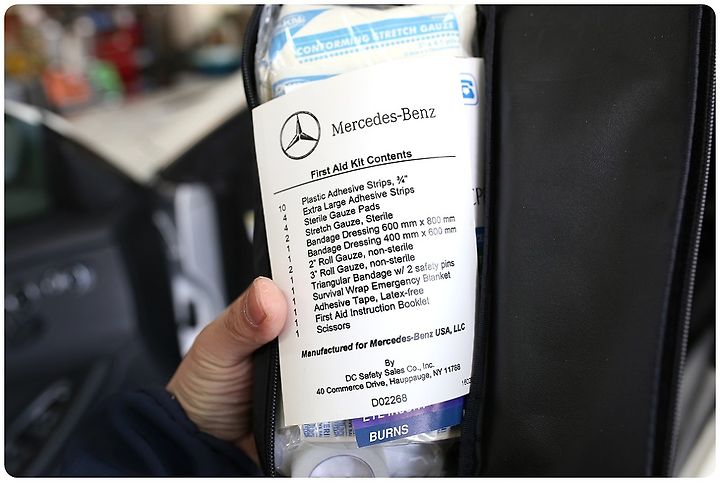 CONFORMING STRETCH GAUZE
Mercedes-Benz
First Aid Kit Contents
10 Plastic Adhesive Strips, ¾"
4 Extra Large Adhesive Strips
4 Sterile Gauze Pads
2 Stretch Gauze, Sterile
1 Bandage Dressing 600 mm x 800 mm
1 Bandage Dressing 400 mm x 600 mm
2 2" Roll Gauze, non-sterile
1 3" Roll Gauze, non-sterile
1 Triangular Bandage w/ 2 safety pins
1 Survival Wrap Emergency Blanket
1 Adhesive Tape, Latex-free
1 First Aid Instruction Booklet
1 Scissors
Manufactured for Mercedes-Benz USA, LLC
By
DC Safety Sales Co., Inc.
40 Commerce Drive, Hauppauge, NY 11788
D02268
BURNS